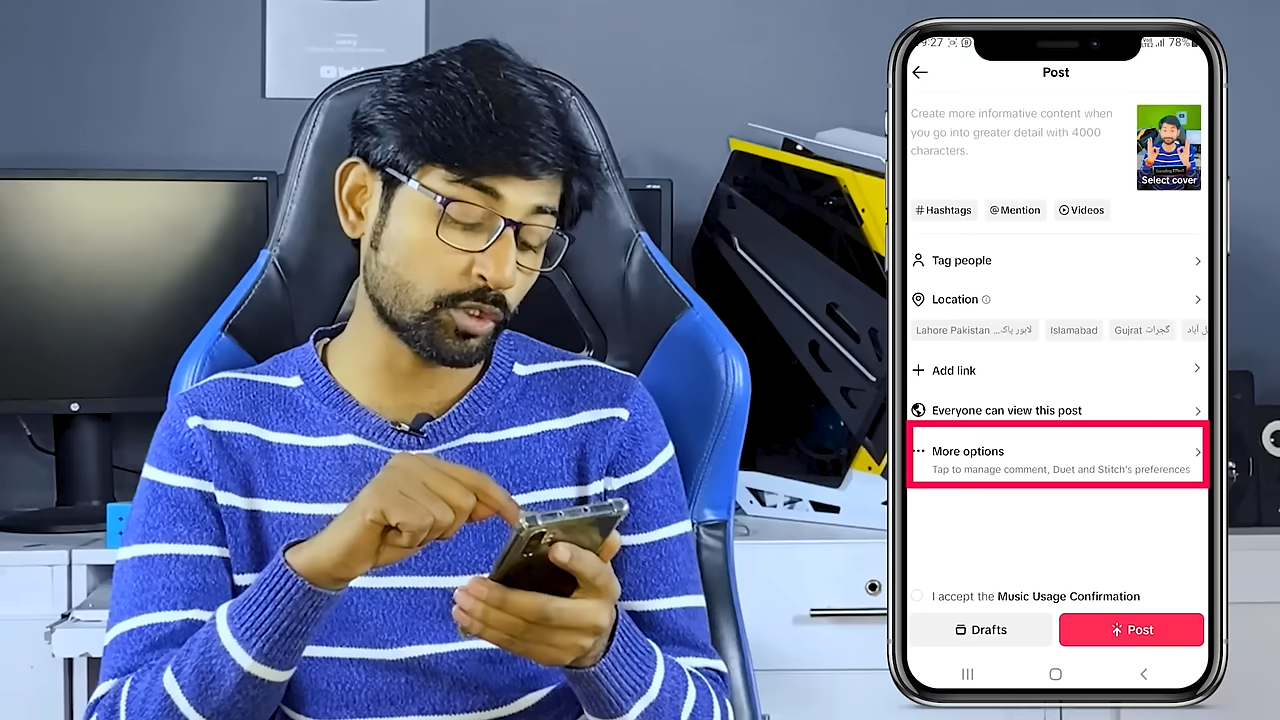 9:27
78%
Post
Create more informative content when
you go into greater detail with 4000
characters.
Select cover
#Hashtags
@Mention
Videos
Tag people
Location
Lahore Pakistan ...لاہور پاک
Islamabad
Gujrat گجرات
Add link
Everyone can view this post
More options
Tap to manage comment, Duet and Stitch's preferences
I accept the Music Usage Confirmation
Drafts
Post